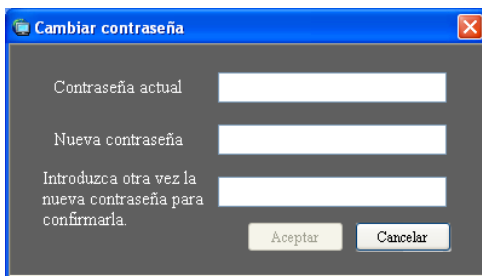 Cambiar contraseña
Contraseña actual
Nueva contraseña
Introduzca otra vez la
nueva contraseña para
confirmarla.
Aceptar
Cancelar